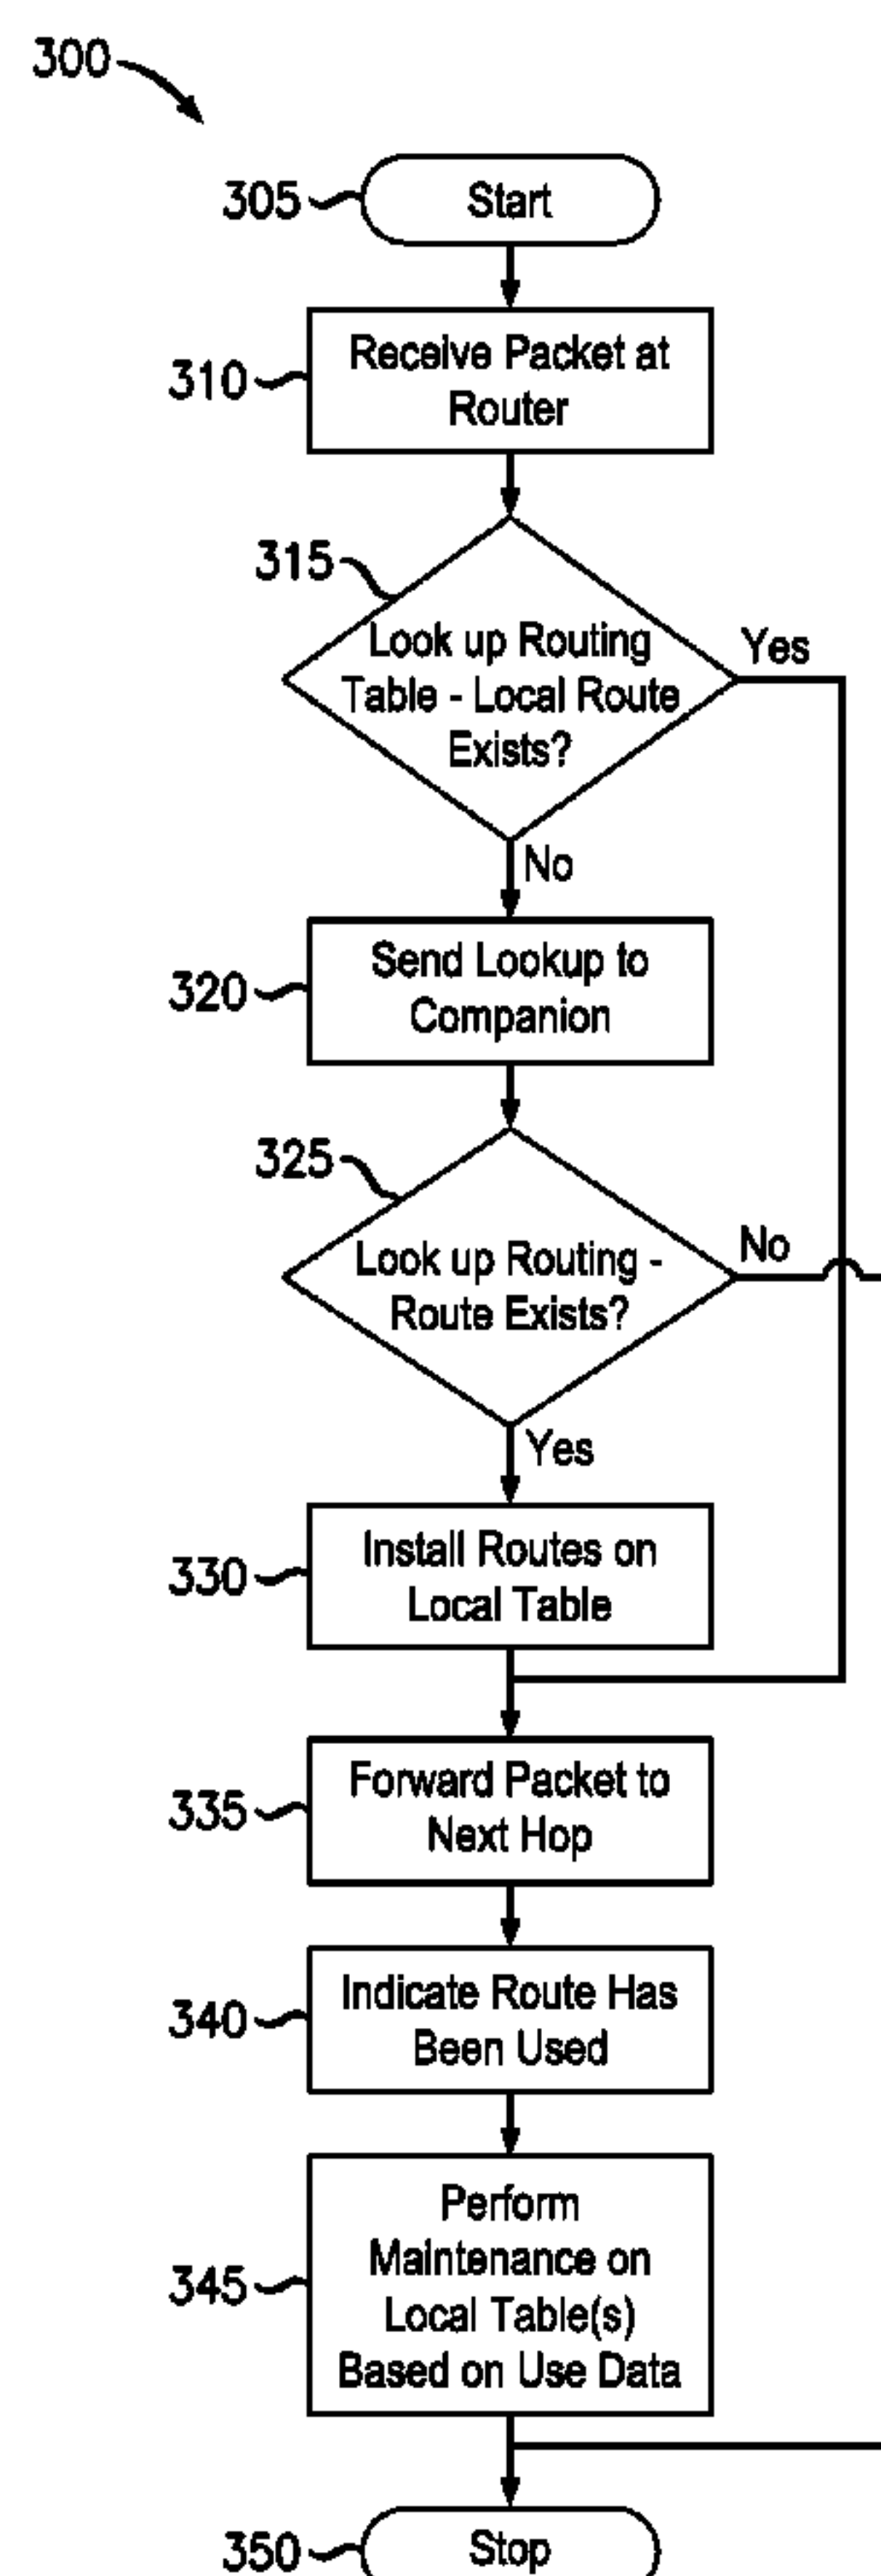 300
305
Start
310
Receive Packet at
Router
315
Look up Routing
Table - Local Route
Exists?
Yes
No
320
Send Lookup to
Companion
325
Look up Routing -
Route Exists?
No
Yes
330
Install Routes on
Local Table
335
Forward Packet to
Next Hop
340
Indicate Route Has
Been Used
345
Perform
Maintenance on
Local Table(s)
Based on Use Data
350
Stop